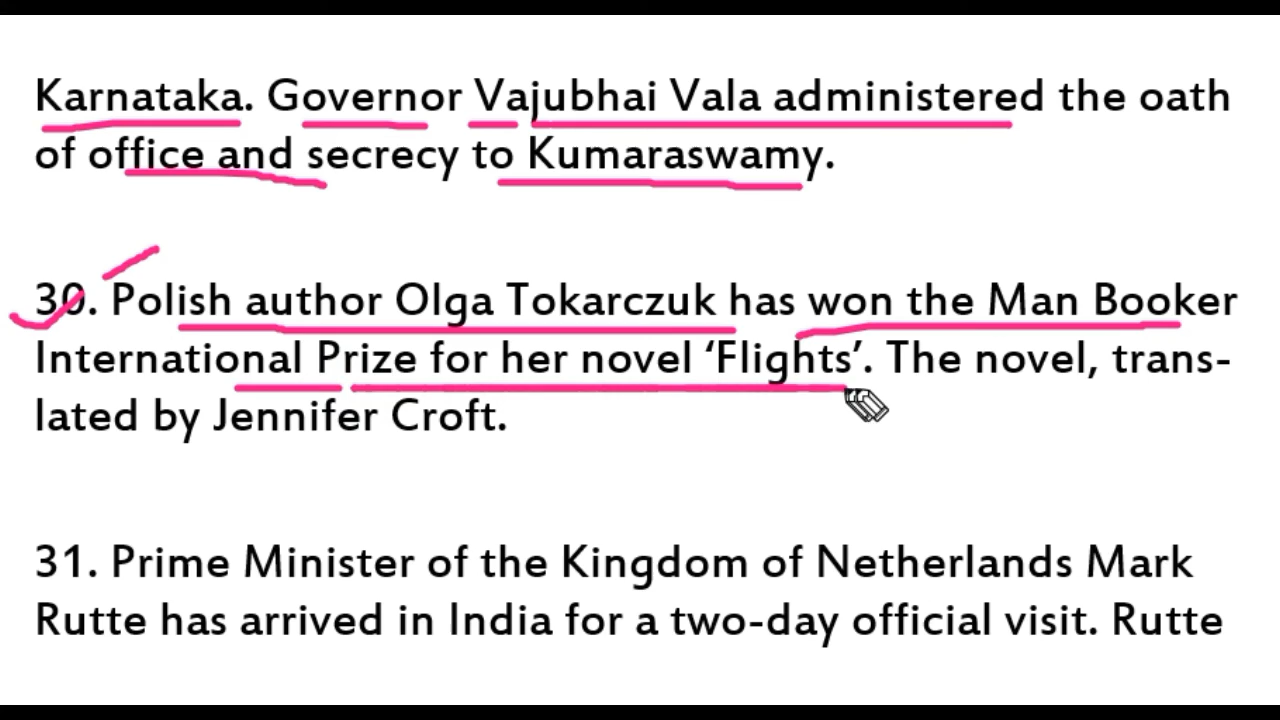 Karnataka. Governor Vajubhai Vala administered the oath
of office and secrecy to Kumaraswamy.
30. Polish author Olga Tokarczuk has won the Man Booker
International Prize for her novel ‘Flights’. The novel, trans-
lated by Jennifer Croft.
31. Prime Minister of the Kingdom of Netherlands Mark
Rutte has arrived in India for a two-day official visit. Rutte